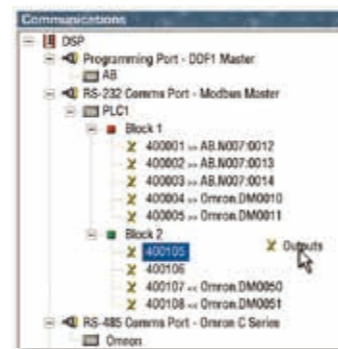 Communications
DSP
Programming Port - DDF1 Master
AB
RS-232 Comms Port - Modbus Master
PLC1
Block 1
400001 ↔ AB.N007:0012
400002 ↔ AB.N007:0013
400003 ↔ AB.N007:0014
400004 ↔ Omron.DM0010
400005 ↔ Omron.DM0011
Block 2
400105 Outputs
400106
400107 ↔ Omron.DM0050
400108 ↔ Omron.DM0051
RS-485 Comms Port - Omron C Series
Omron